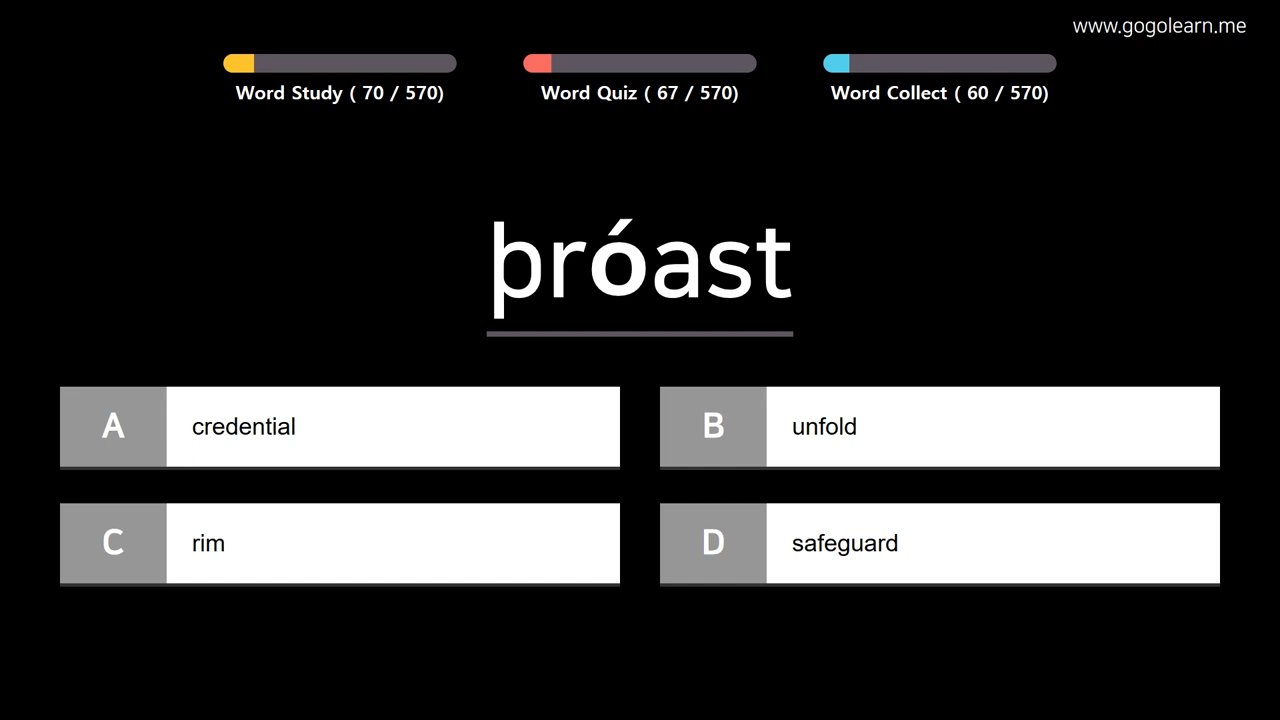 www.gogolearn.me
Word Study ( 70 / 570)
Word Quiz ( 67 / 570)
Word Collect ( 60 / 570)
þróast
A
credential
B
unfold
C
rim
D
safeguard